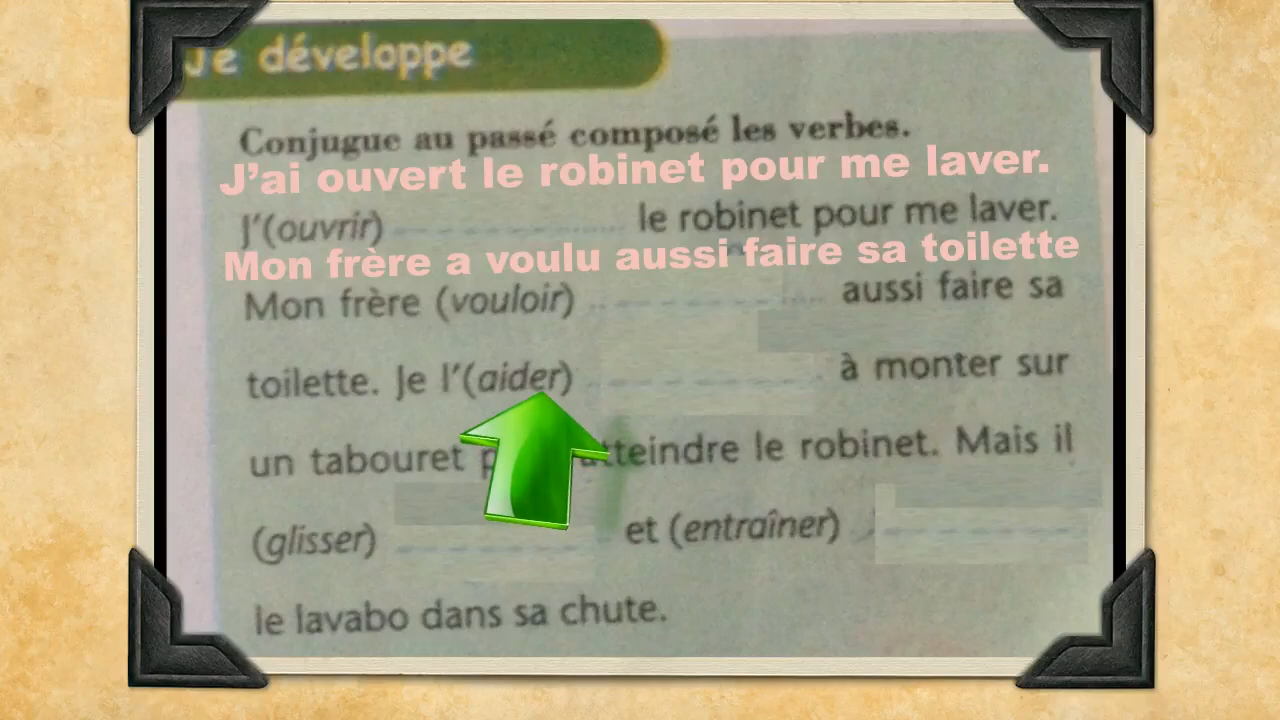 Je développe
Conjugue au passé composé les verbes.
J'ai ouvert le robinet pour me laver.
J'(ouvrir) ........................ le robinet pour me laver.
Mon frère a voulu aussi faire sa toilette
Mon frère (vouloir) ........................ aussi faire sa
toilette. Je l'(aider) ........................ à monter sur
un tabouret atteindre le robinet. Mais il
(glisser) ........................ et (entraîner) ........................
le lavabo dans sa chute.